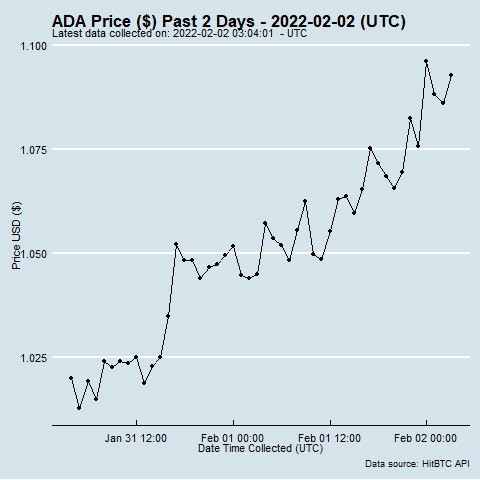 ADA Price ($) Past 2 Days - 2022-02-02 (UTC)
Latest data collected on: 2022-02-02 03:04:01 - UTC
1.100
1.075
1.050
1.025
Price USD ($)
Jan 31 12:00 Feb 01 00:00 Feb 01 12:00 Feb 02 00:00
Date Time Collected (UTC)
Data source: HitBTC API